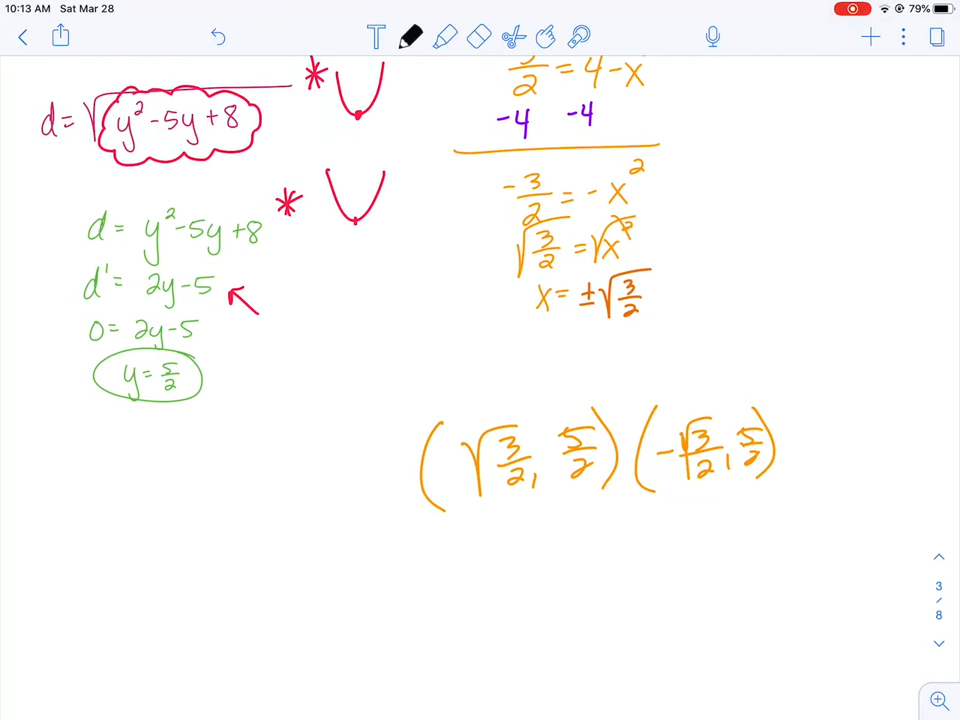 10:13 AM Sat Mar 28
79%
d = √(y² - 5y + 8)
d = y² - 5y + 8
d' = 2y - 5
0 = 2y - 5
y = 5/2
5/2 = 4 - x
-4 -4
-3/2 = -x²
√(3/2) = √(x²)
x = ±√(3/2)
(√(3/2), 5/2) (-√3/2, 5/2)
3
/
8